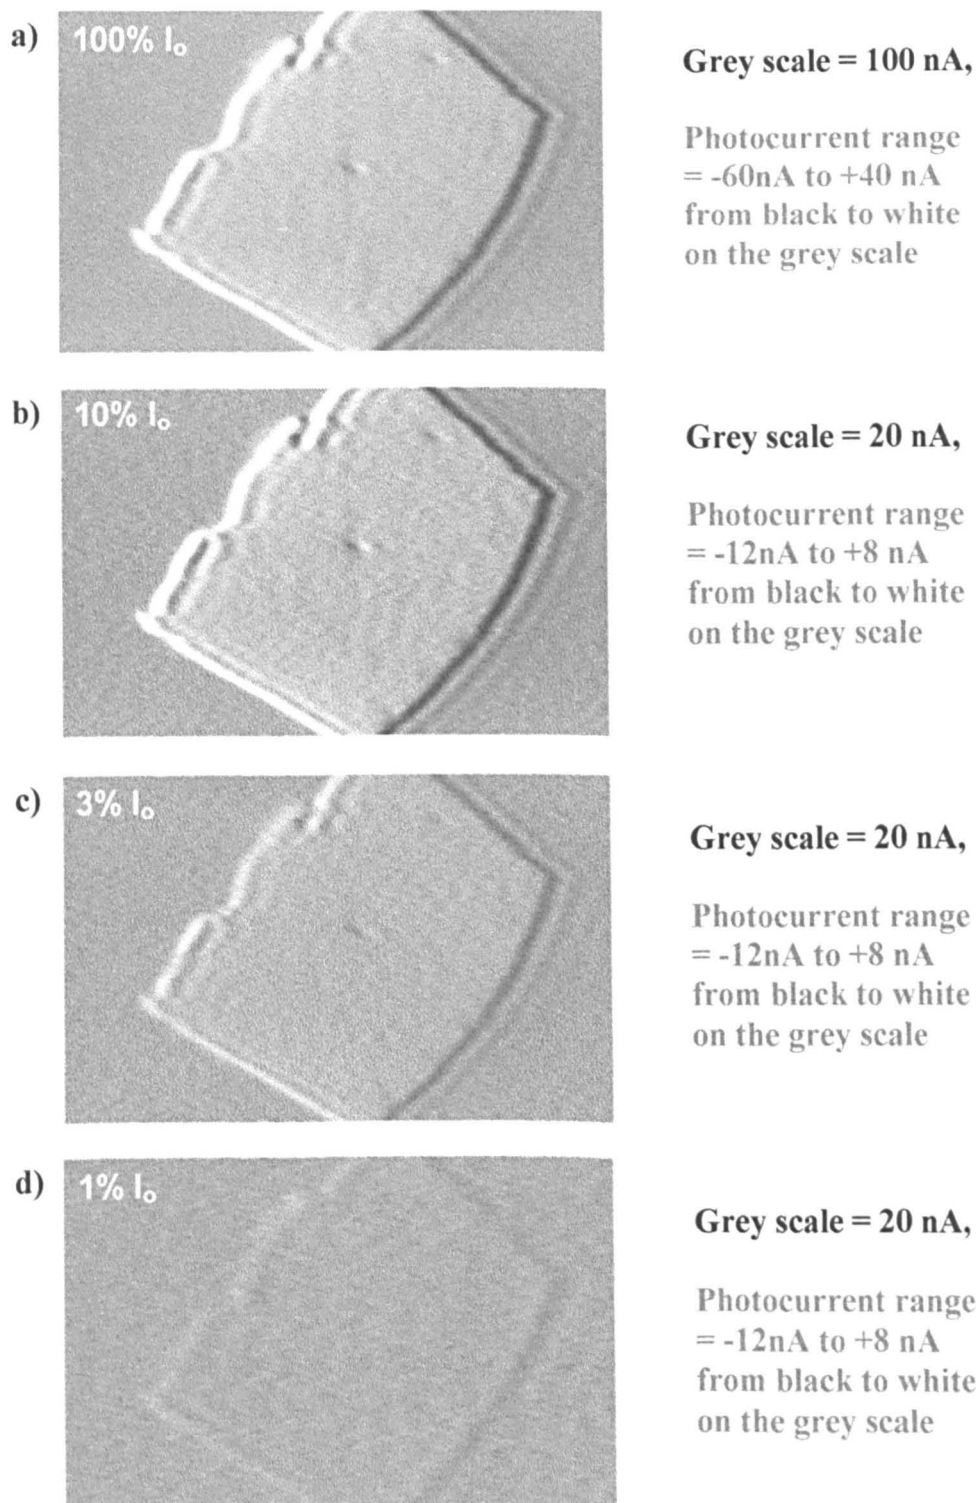 a)
100% Iₒ
Grey scale = 100 nA,
Photocurrent range
= -60nA to +40 nA
from black to white
on the grey scale
b)
10% Iₒ
Grey scale = 20 nA,
Photocurrent range
= -12nA to +8 nA
from black to white
on the grey scale
c)
3% Iₒ
Grey scale = 20 nA,
Photocurrent range
= -12nA to +8 nA
from black to white
on the grey scale
d)
1% Iₒ
Grey scale = 20 nA,
Photocurrent range
= -12nA to +8 nA
from black to white
on the grey scale